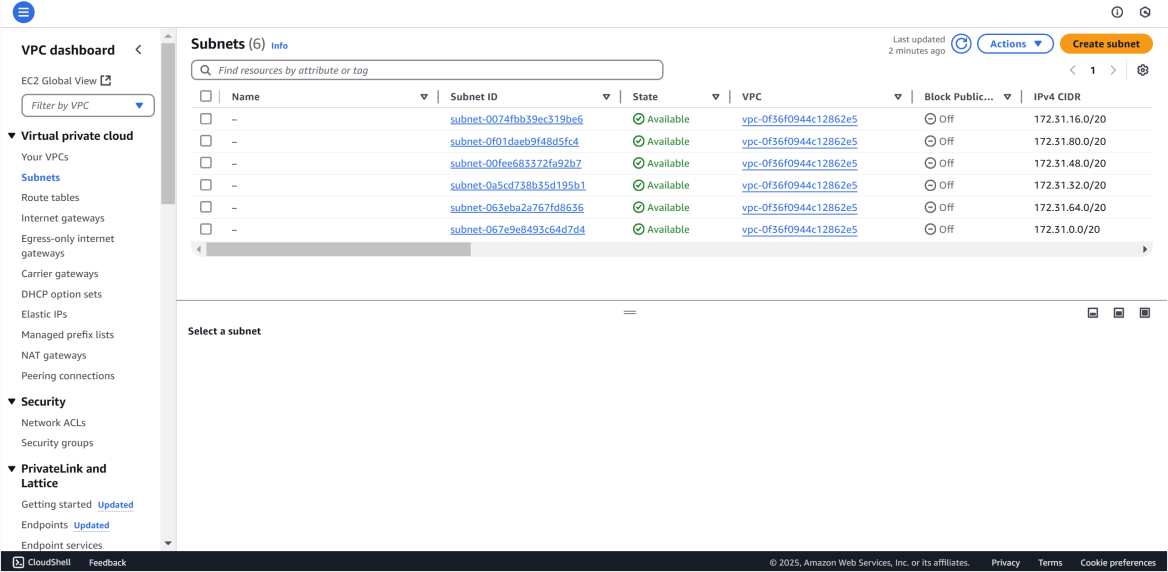 VPC dashboard
EC2 Global View
Filter by VPC
Virtual private cloud
Your VPCs
Subnets
Route tables
Internet gateways
Egress-only internet
gateways
Carrier gateways
DHCP option sets
Elastic IPs
Managed prefix lists
NAT gateways
Peering connections
Security
Network ACLs
Security groups
PrivateLink and
Lattice
Getting started Updated
Endpoints Updated
Endpoint services
Subnets (6) Info
Last updated
2 minutes ago
Actions
Create subnet
Find resources by attribute or tag
1
Name Subnet ID State VPC Block Public... IPv4 CIDR
– subnet-0074fbb39ec319be6 Available vpc-0f36f0944c12862e5 Off 172.31.16.0/20
– subnet-0f01daeb9f48d5fc4 Available vpc-0f36f0944c12862e5 Off 172.31.80.0/20
– subnet-00fee683372fa92b7 Available vpc-0f36f0944c12862e5 Off 172.31.48.0/20
– subnet-0a5cd738b35d195b1 Available vpc-0f36f0944c12862e5 Off 172.31.32.0/20
– subnet-063eba2a767fd8636 Available vpc-0f36f0944c12862e5 Off 172.31.64.0/20
– subnet-067e9e8493c64d7d4 Available vpc-0f36f0944c12862e5 Off 172.31.0.0/20
Select a subnet
CloudShell Feedback © 2025, Amazon Web Services, Inc. or its affiliates. Privacy Terms Cookie preferences